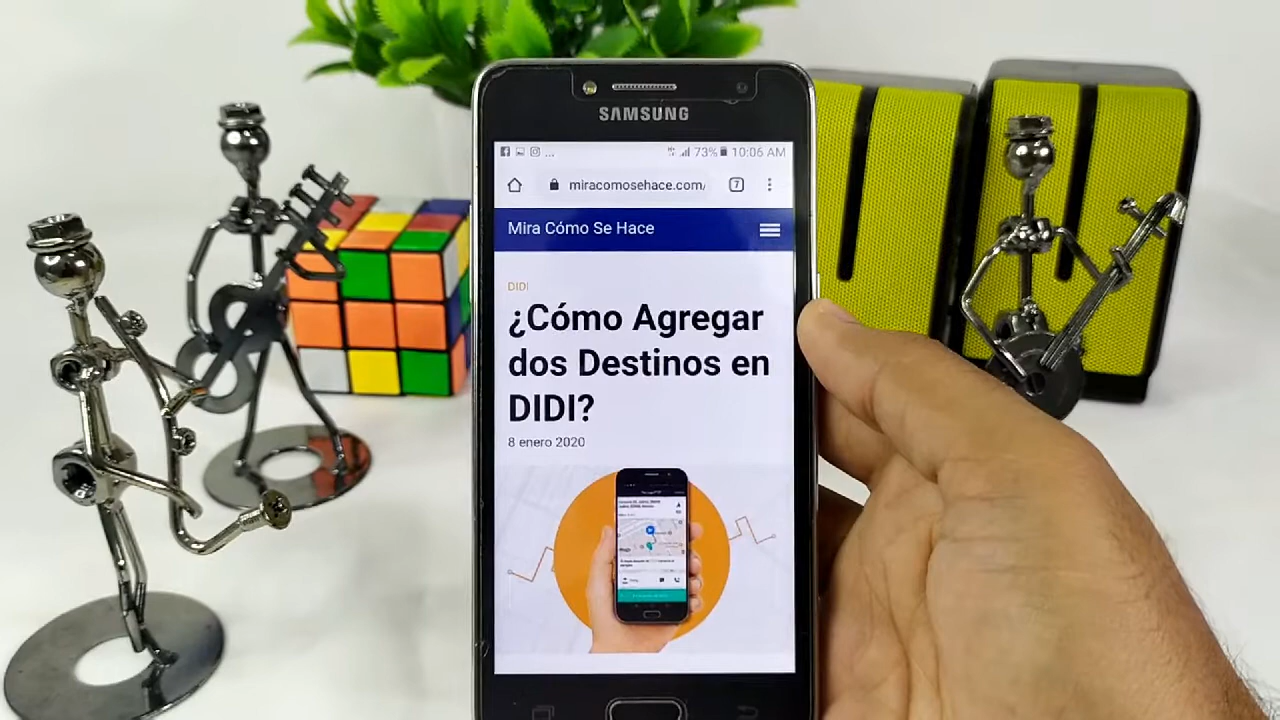 SAMSUNG
... 73% 10:06 AM
miracomosehace.com/ 7
Mira Cómo Se Hace
DIDI
¿Cómo Agregar
dos Destinos en
DIDI?
8 enero 2020